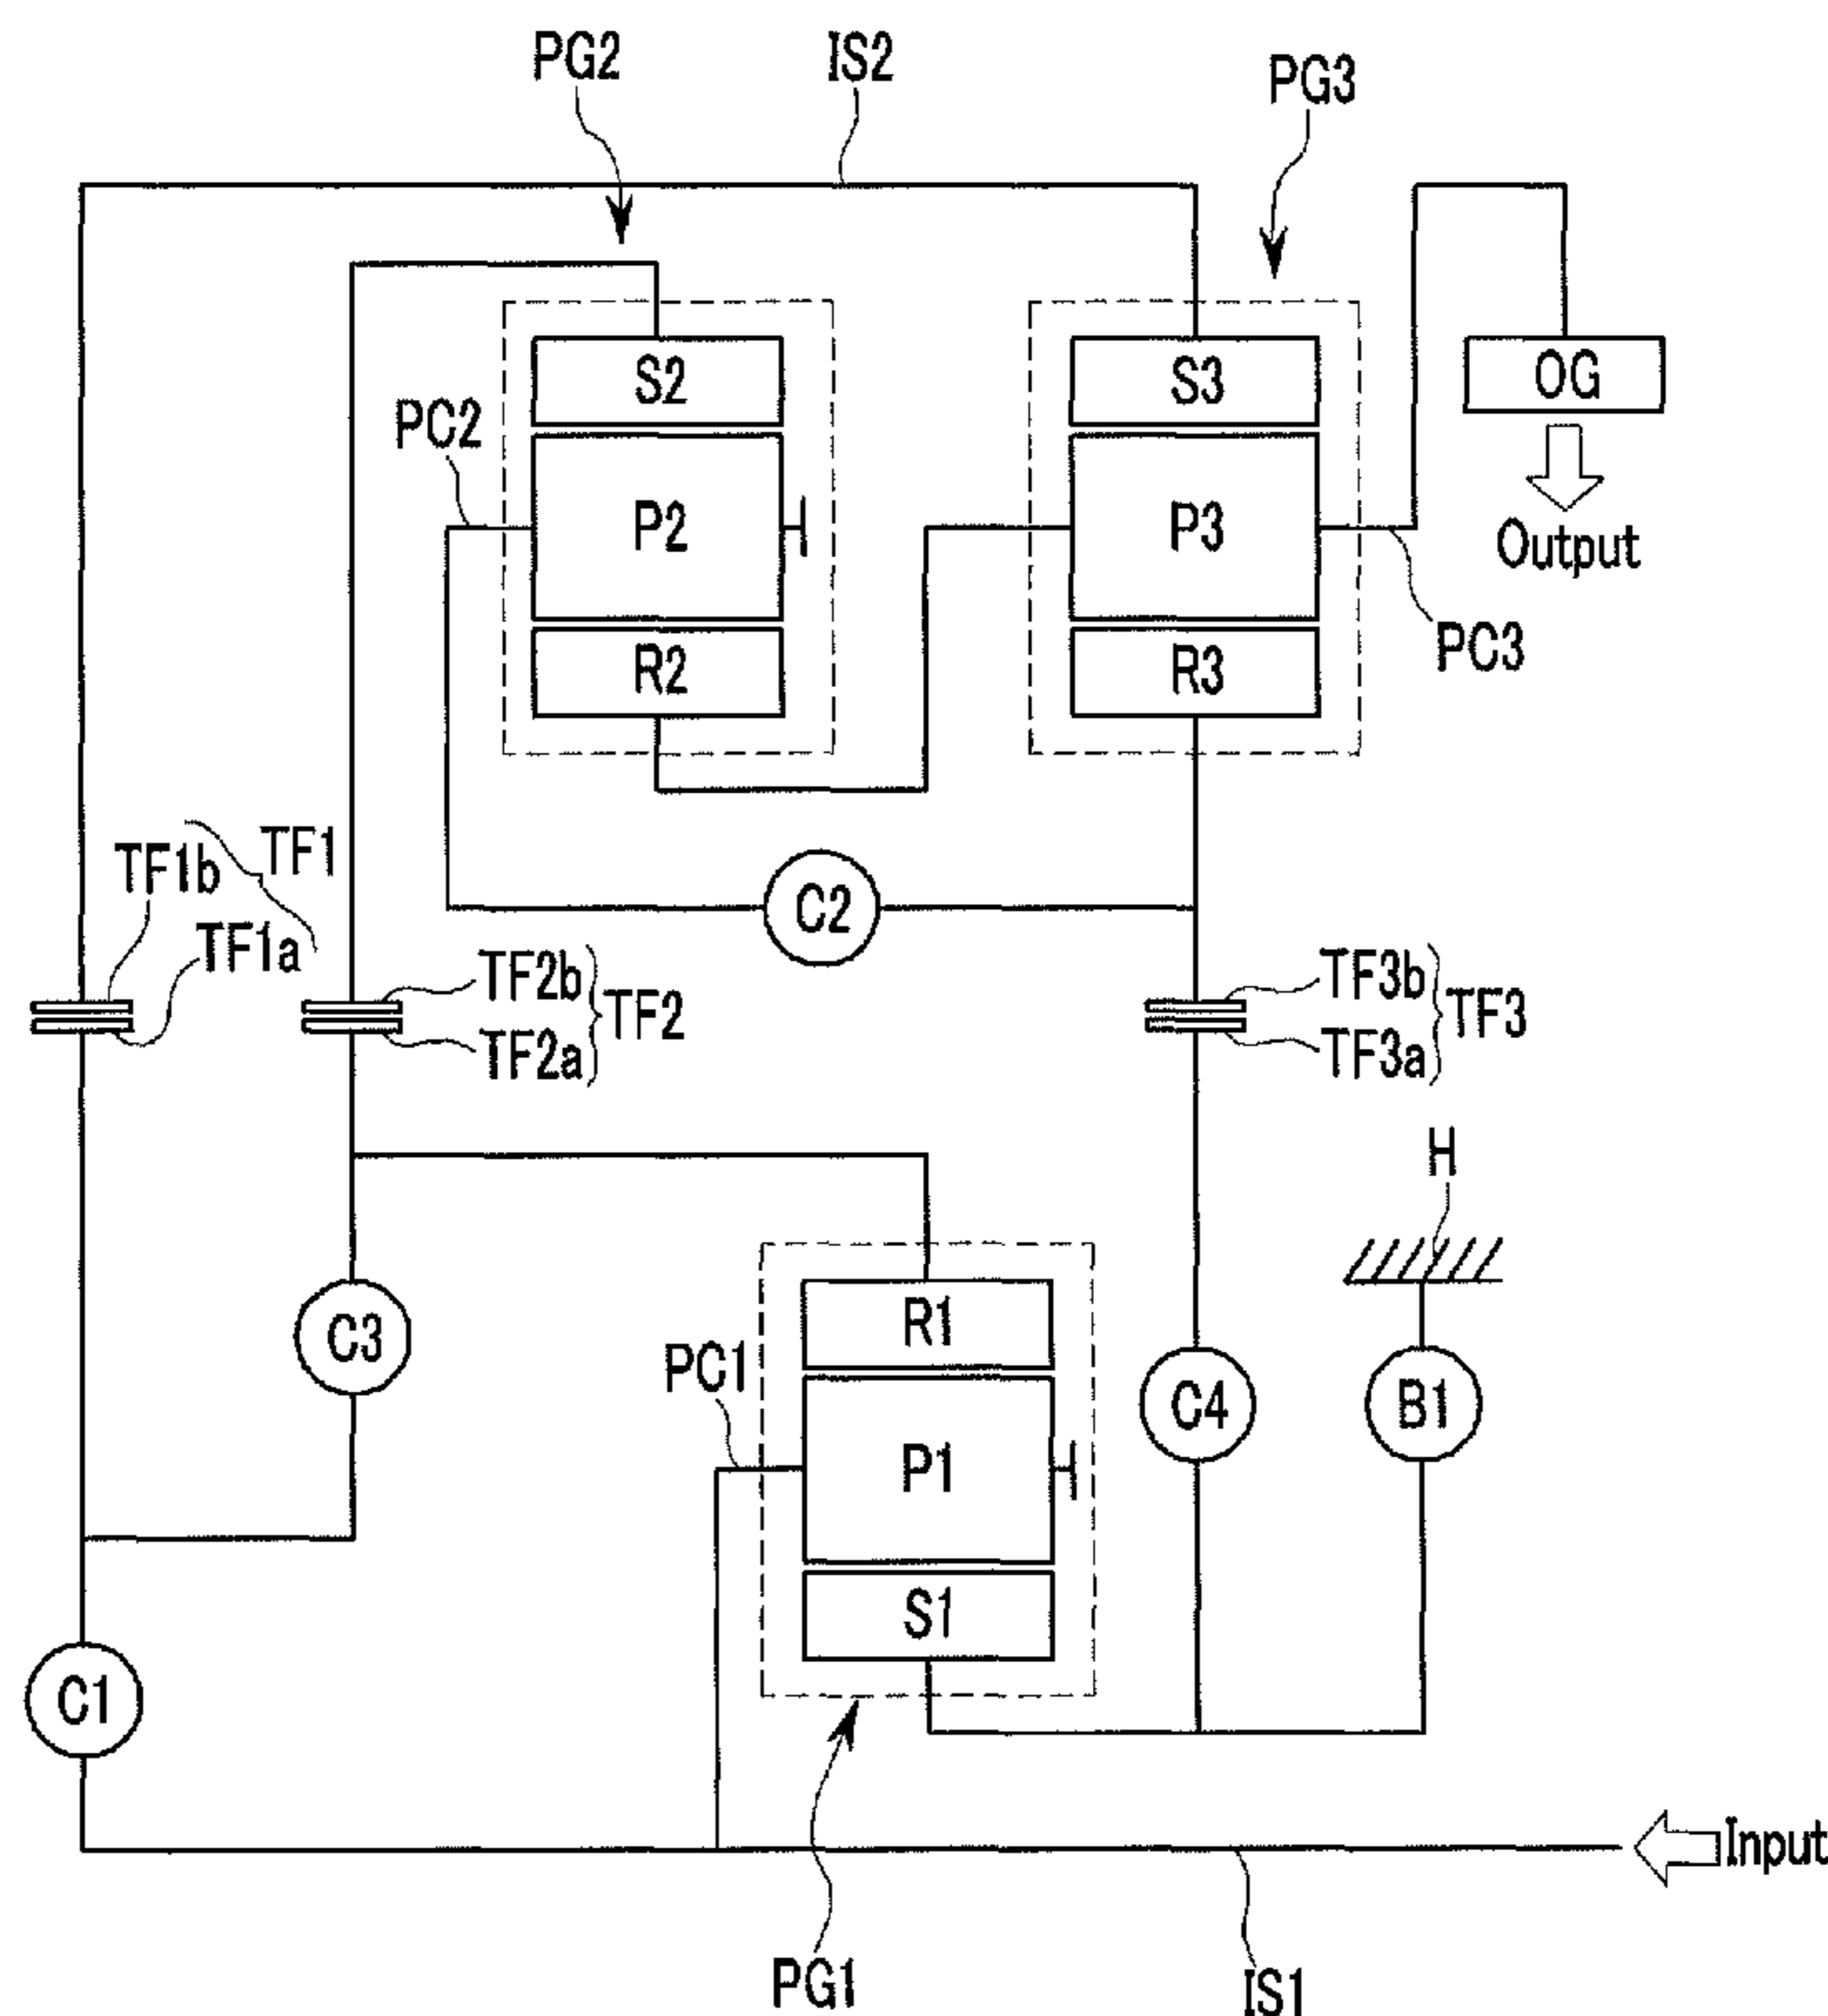 PG2
IS2
PG3
S2
S3
OG
PC2
P2
P3
Output
R2
R3
PC3
TF1
TF1b
TF1a
C2
TF2b
TF2
TF2a
TF3b
TF3
TF3a
H
C3
R1
PC1
C4
B1
P1
S1
C1
Input
PG1
IS1